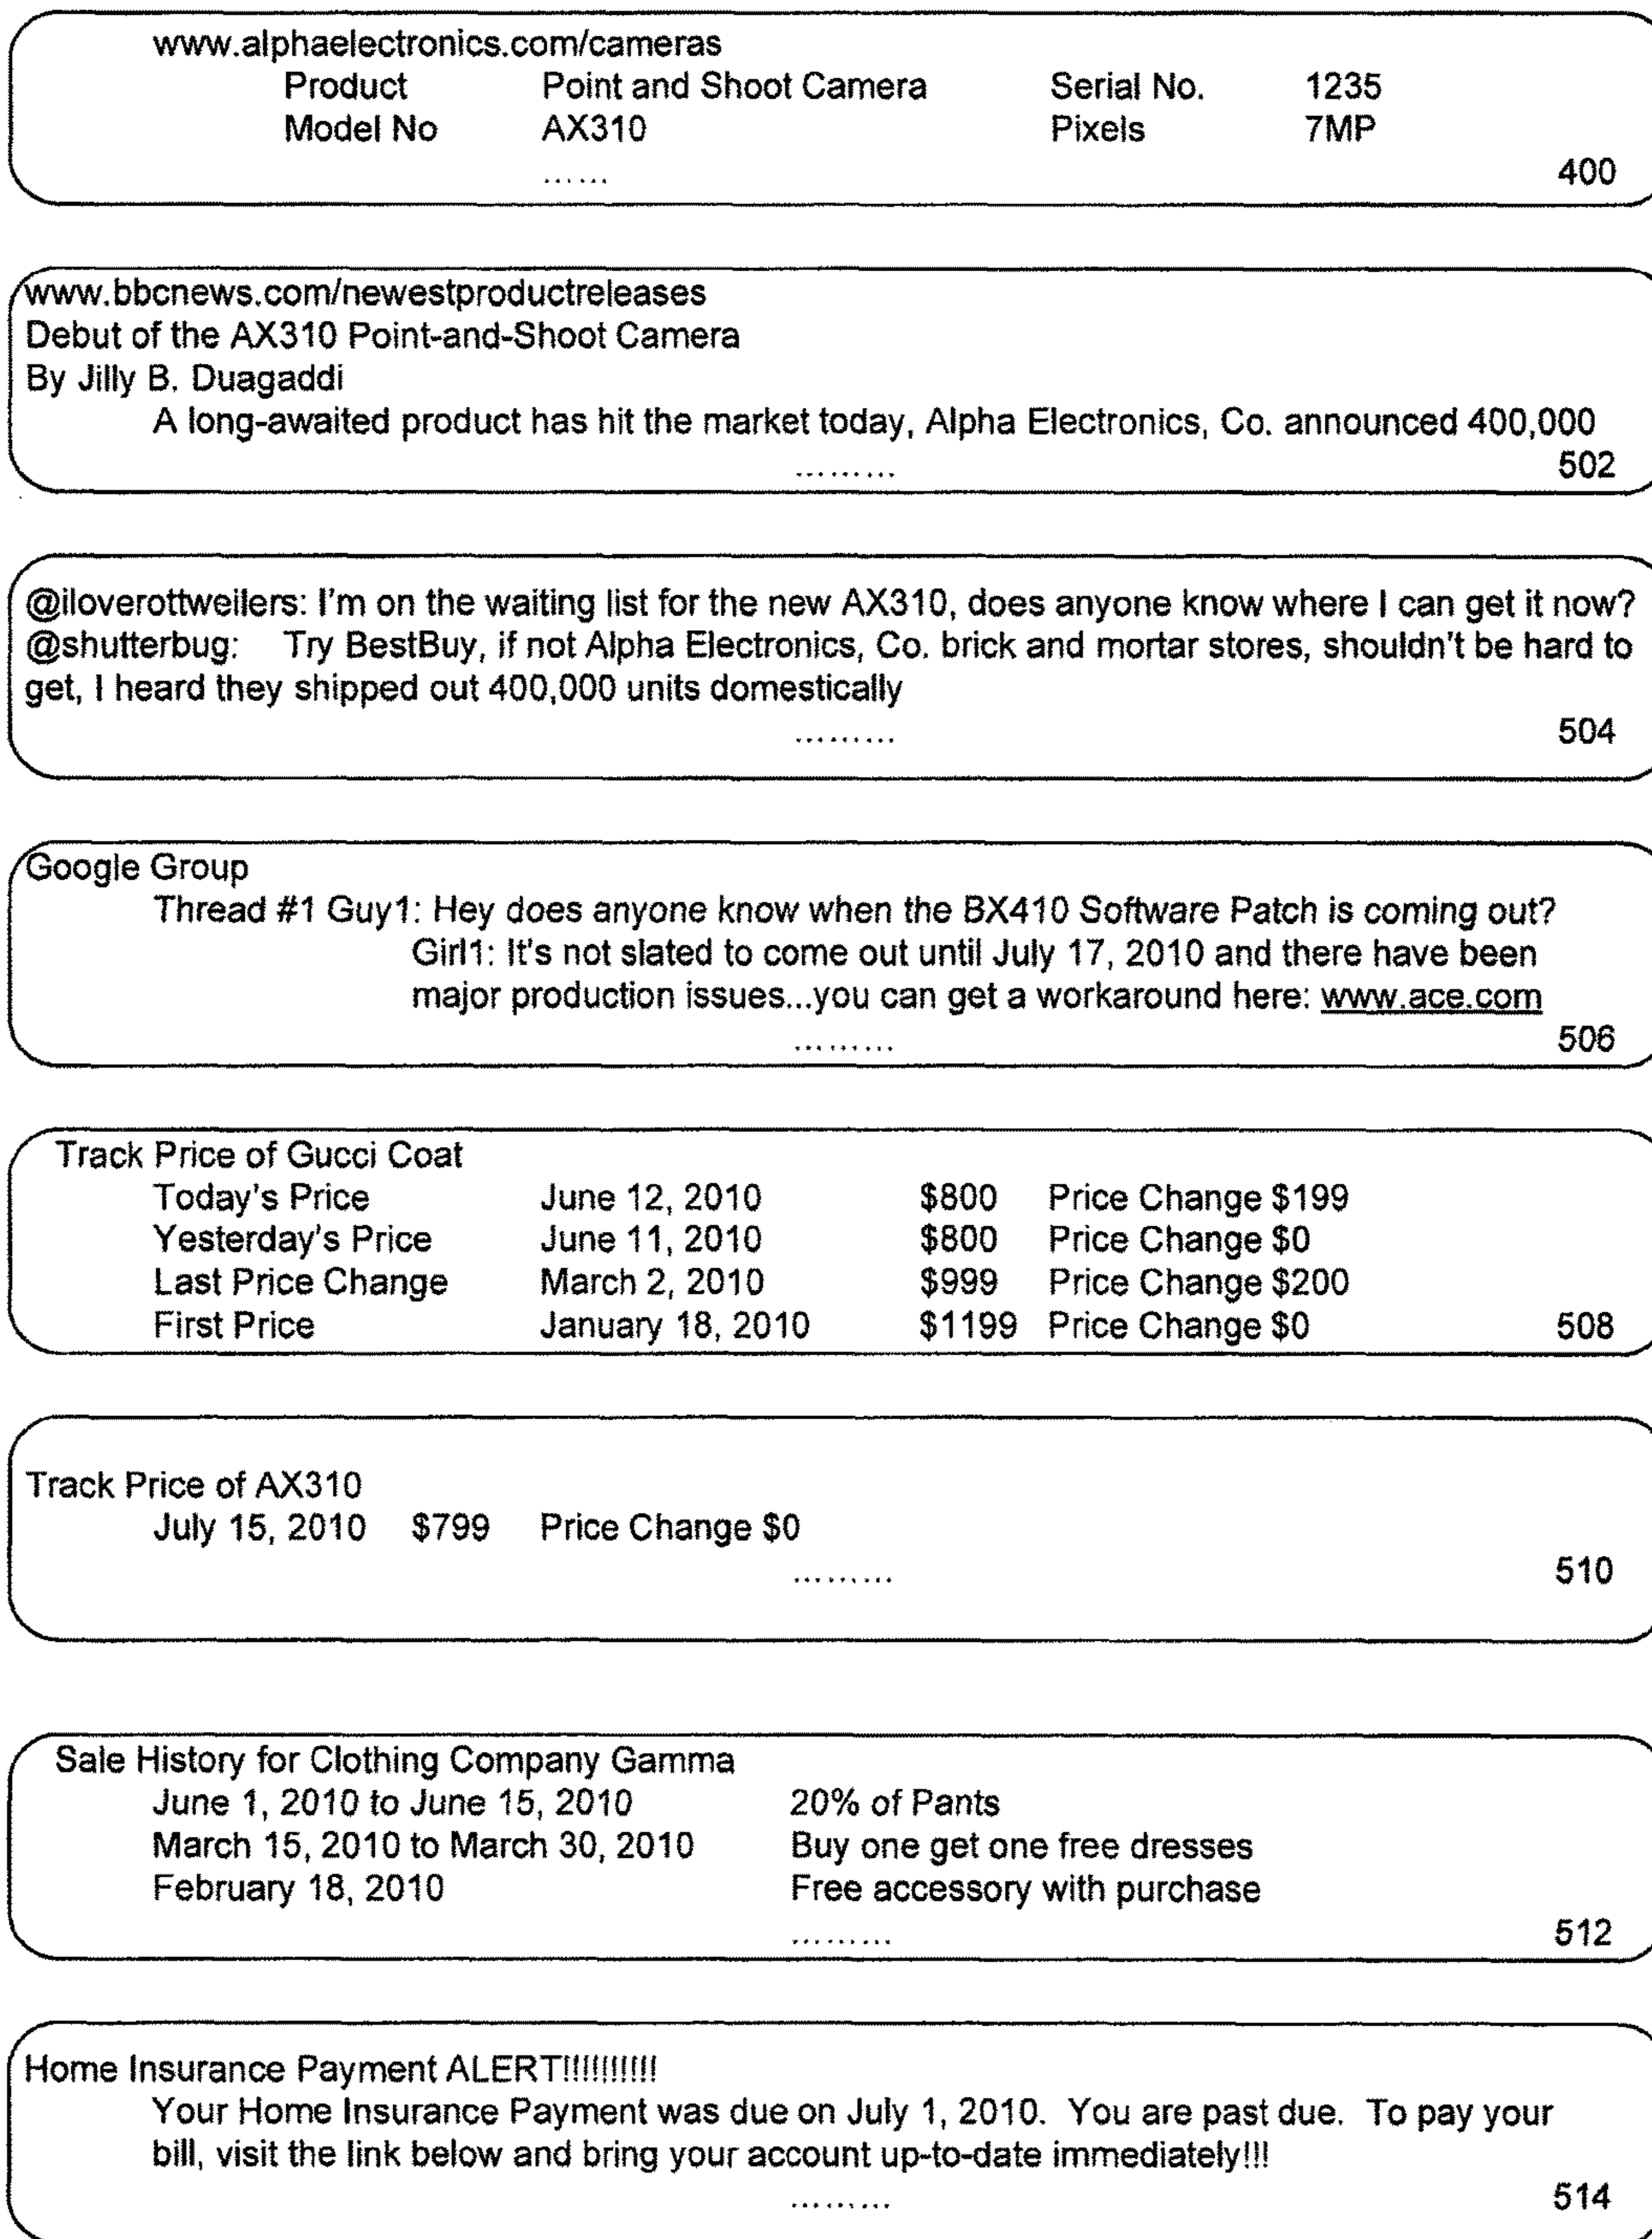 www.alphaelectronics.com/cameras
Product Point and Shoot Camera Serial No. 1235
Model No AX310 Pixels 7MP
...... 400
www.bbcnews.com/newestproductreleases
Debut of the AX310 Point-and-Shoot Camera
By Jilly B. Duagaddi
A long-awaited product has hit the market today, Alpha Electronics, Co. announced 400,000
......... 502
@iloverottweilers: I'm on the waiting list for the new AX310, does anyone know where I can get it now?
@shutterbug: Try BestBuy, if not Alpha Electronics, Co. brick and mortar stores, shouldn't be hard to
get, I heard they shipped out 400,000 units domestically
......... 504
Google Group
Thread #1 Guy1: Hey does anyone know when the BX410 Software Patch is coming out?
Girl1: It's not slated to come out until July 17, 2010 and there have been
major production issues...you can get a workaround here: www.ace.com
......... 506
Track Price of Gucci Coat
Today's Price June 12, 2010 $800 Price Change $199
Yesterday's Price June 11, 2010 $800 Price Change $0
Last Price Change March 2, 2010 $999 Price Change $200
First Price January 18, 2010 $1199 Price Change $0 508
Track Price of AX310
July 15, 2010 $799 Price Change $0
......... 510
Sale History for Clothing Company Gamma
June 1, 2010 to June 15, 2010 20% of Pants
March 15, 2010 to March 30, 2010 Buy one get one free dresses
February 18, 2010 Free accessory with purchase
......... 512
Home Insurance Payment ALERT!!!!!!!!!!
Your Home Insurance Payment was due on July 1, 2010. You are past due. To pay your
bill, visit the link below and bring your account up-to-date immediately!!!
......... 514